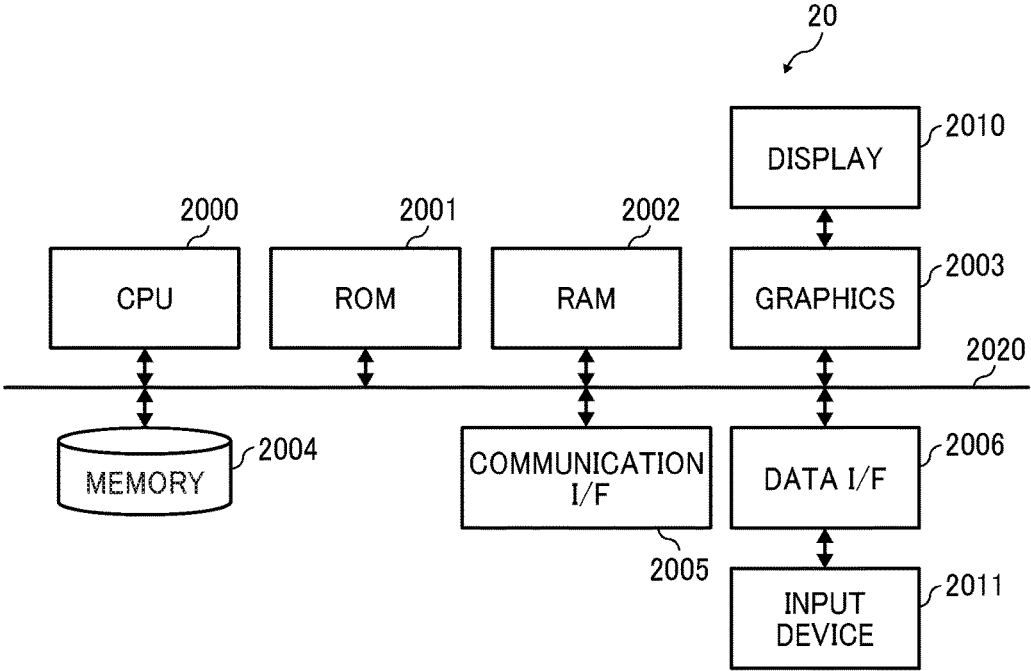 20
2010
DISPLAY
2000
2001
2002
2003
CPU
ROM
RAM
GRAPHICS
2020
2004
2006
MEMORY
COMMUNICATION
I/F
DATA I/F
2005
2011
INPUT
DEVICE